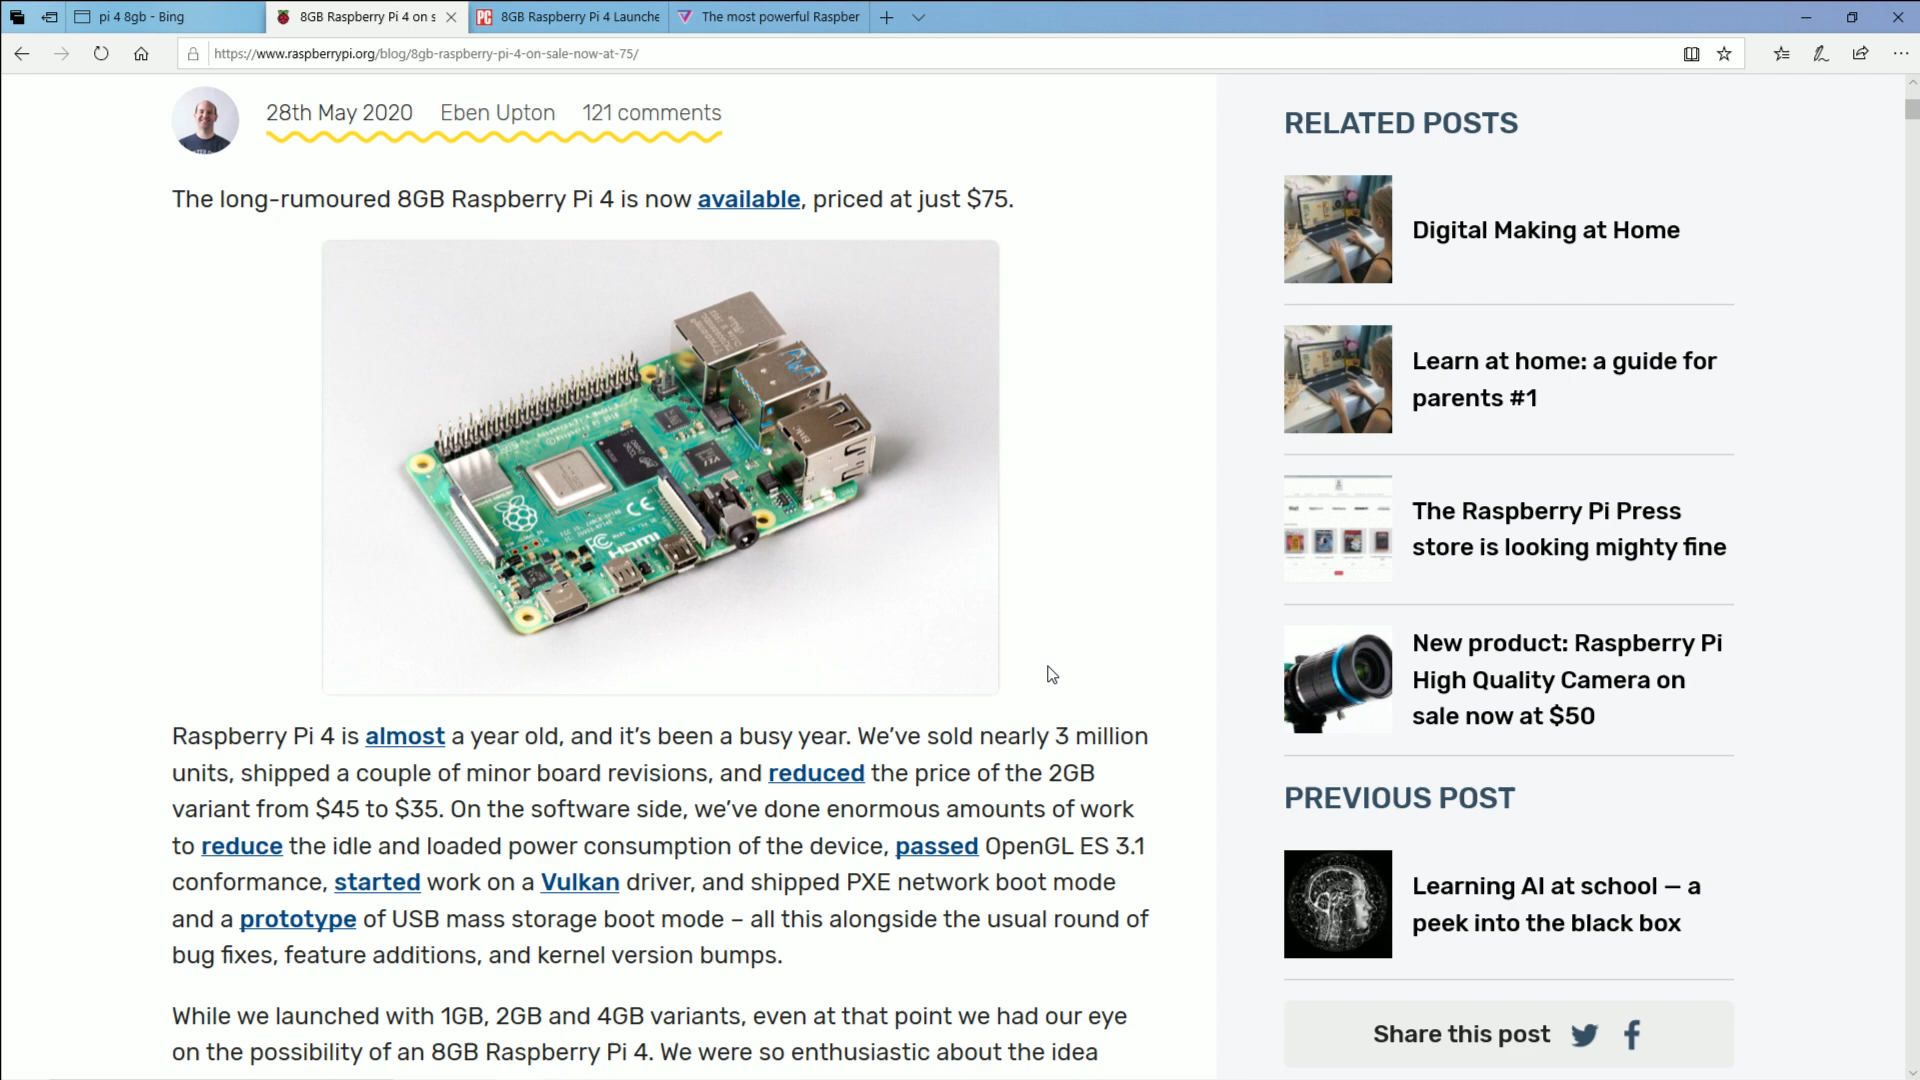 pi 4 8gb - Bing
8GB Raspberry Pi 4 on s
8GB Raspberry Pi 4 Launche
The most powerful Raspber
https://www.raspberrypi.org/blog/8gb-raspberry-pi-4-on-sale-now-at-75/
28th May 2020 Eben Upton 121 comments
The long-rumoured 8GB Raspberry Pi 4 is now available, priced at just $75.
HDMI
Raspberry Pi 4 is almost a year old, and it’s been a busy year. We’ve sold nearly 3 million
units, shipped a couple of minor board revisions, and reduced the price of the 2GB
variant from $45 to $35. On the software side, we’ve done enormous amounts of work
to reduce the idle and loaded power consumption of the device, passed OpenGL ES 3.1
conformance, started work on a Vulkan driver, and shipped PXE network boot mode
and a prototype of USB mass storage boot mode – all this alongside the usual round of
bug fixes, feature additions, and kernel version bumps.
While we launched with 1GB, 2GB and 4GB variants, even at that point we had our eye
on the possibility of an 8GB Raspberry Pi 4. We were so enthusiastic about the idea
RELATED POSTS
Digital Making at Home
Learn at home: a guide for
parents #1
The Raspberry Pi Press
store is looking mighty fine
New product: Raspberry Pi
High Quality Camera on
sale now at $50
PREVIOUS POST
Learning AI at school — a
peek into the black box
Share this post